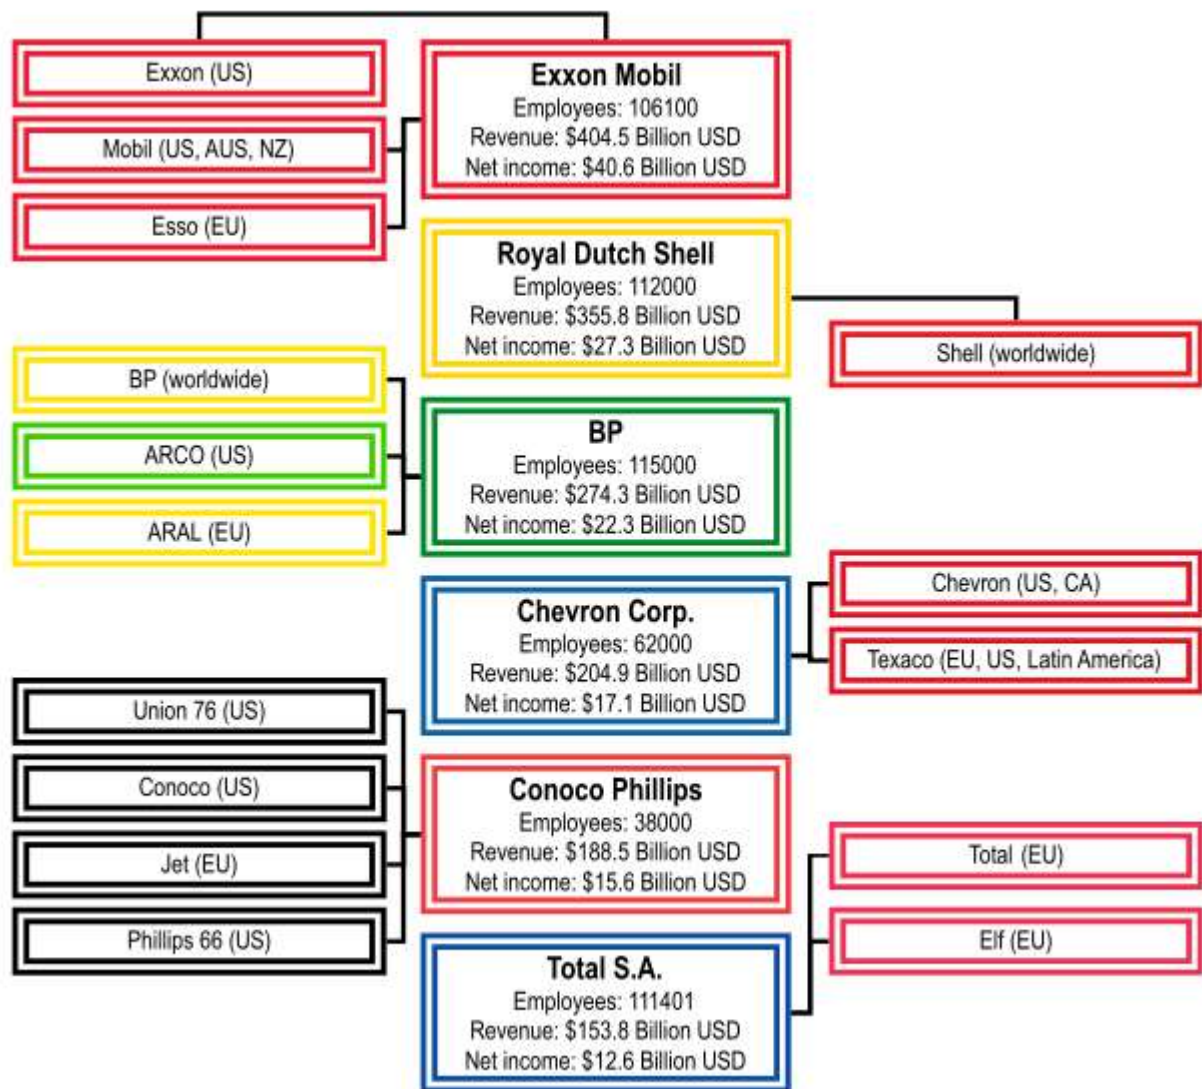 Exxon (US)
Mobil (US, AUS, NZ)
Esso (EU)
Exxon Mobil
Employees: 106100
Revenue: $404.5 Billion USD
Net income: $40.6 Billion USD
Royal Dutch Shell
Employees: 112000
Revenue: $355.8 Billion USD
Net income: $27.3 Billion USD
Shell (worldwide)
BP (worldwide)
ARCO (US)
ARAL (EU)
BP
Employees: 115000
Revenue: $274.3 Billion USD
Net income: $22.3 Billion USD
Chevron Corp.
Employees: 62000
Revenue: $204.9 Billion USD
Net income: $17.1 Billion USD
Chevron (US, CA)
Texaco (EU, US, Latin America)
Union 76 (US)
Conoco (US)
Jet (EU)
Phillips 66 (US)
Conoco Phillips
Employees: 38000
Revenue: $188.5 Billion USD
Net income: $15.6 Billion USD
Total S.A.
Employees: 111401
Revenue: $153.8 Billion USD
Net income: $12.6 Billion USD
Total (EU)
Elf (EU)